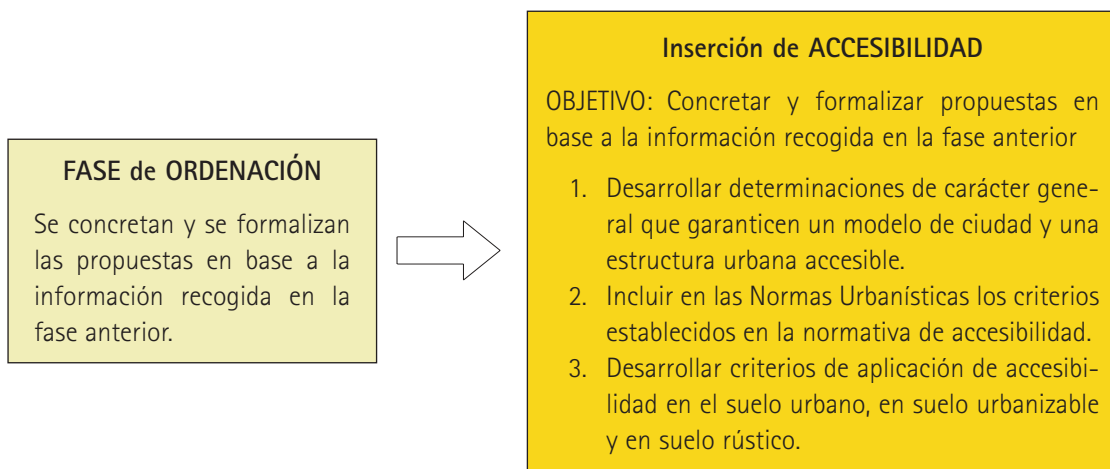 FASE de ORDENACIÓN
Se concretan y se formalizan
las propuestas en base a la
información recogida en la
fase anterior.
Inserción de ACCESIBILIDAD
OBJETIVO: Concretar y formalizar propuestas en
base a la información recogida en la fase anterior
1. Desarrollar determinaciones de carácter gene-
ral que garanticen un modelo de ciudad y una
estructura urbana accesible.
2. Incluir en las Normas Urbanísticas los criterios
establecidos en la normativa de accesibilidad.
3. Desarrollar criterios de aplicación de accesibi-
lidad en el suelo urbano, en suelo urbanizable
y en suelo rústico.